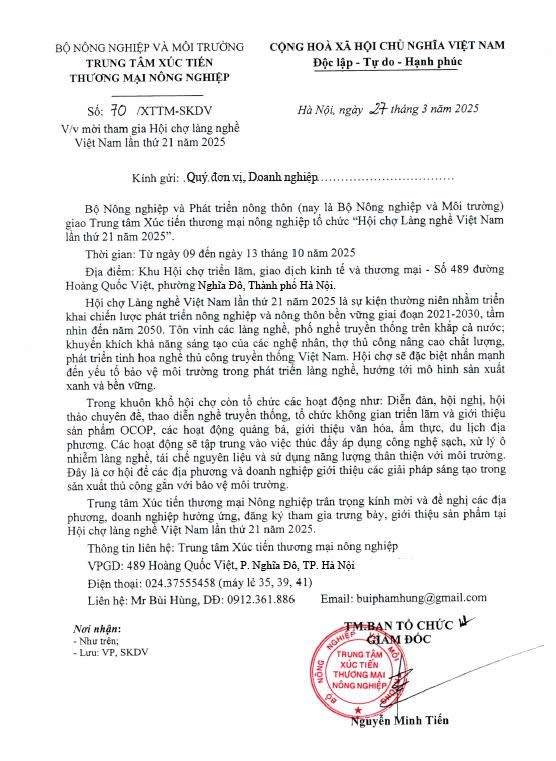 BỘ NÔNG NGHIỆP VÀ MÔI TRƯỜNG
TRUNG TÂM XÚC TIẾN
THƯƠNG MẠI NÔNG NGHIỆP
CỘNG HOÀ XÃ HỘI CHỦ NGHĨA VIỆT NAM
Độc lập - Tự do - Hạnh phúc
Số: 70 /XTTM-SKDV
V/v mời tham gia Hội chợ làng nghề
Việt Nam lần thứ 21 năm 2025
Hà Nội, ngày 27 tháng 3 năm 2025
Kính gửi: .Quý đơn vị, Doanh nghiệp.................................
Bộ Nông nghiệp và Phát triển nông thôn (nay là Bộ Nông nghiệp và Môi trường)
giao Trung tâm Xúc tiến thương mại nông nghiệp tổ chức “Hội chợ Làng nghề Việt Nam
lần thứ 21 năm 2025”.
Thời gian: Từ ngày 09 đến ngày 13 tháng 10 năm 2025
Địa điểm: Khu Hội chợ triển lãm, giao dịch kinh tế và thương mại - Số 489 đường
Hoàng Quốc Việt, phường Nghĩa Đô, Thành phố Hà Nội.
Hội chợ Làng nghề Việt Nam lần thứ 21 năm 2025 là sự kiện thường niên nhằm triển
khai chiến lược phát triển nông nghiệp và nông thôn bền vững giai đoạn 2021-2030, tầm
nhìn đến năm 2050. Tôn vinh các làng nghề, phố nghề truyền thống trên khắp cả nước;
khuyến khích khả năng sáng tạo của các nghệ nhân, thợ thủ công nâng cao chất lượng,
phát triển tinh hoa nghề thủ công truyền thống Việt Nam. Hội chợ sẽ đặc biệt nhấn mạnh
đến yếu tố bảo vệ môi trường trong phát triển làng nghề, hướng tới mô hình sản xuất
xanh và bền vững.
Trong khuôn khổ hội chợ còn tổ chức các hoạt động như: Diễn đàn, hội nghị, hội
thảo chuyên đề, thao diễn nghề truyền thống, tổ chức không gian triển lãm và giới thiệu
sản phẩm OCOP, các hoạt động quảng bá, giới thiệu văn hóa, ẩm thực, du lịch địa
phương. Các hoạt động sẽ tập trung vào việc thúc đẩy áp dụng công nghệ sạch, xử lý ô
nhiễm làng nghề, tái chế nguyên liệu và sử dụng năng lượng thân thiện với môi trường.
Đây là cơ hội để các địa phương và doanh nghiệp giới thiệu các giải pháp sáng tạo trong
sản xuất thủ công gắn với bảo vệ môi trường.
Trung tâm Xúc tiến thương mại Nông nghiệp trân trọng kính mời và đề nghị các địa
phương, doanh nghiệp hưởng ứng, đăng ký tham gia trưng bày, giới thiệu sản phẩm tại
Hội chợ làng nghề Việt Nam lần thứ 21 năm 2025.
Thông tin liên hệ: Trung tâm Xúc tiến thương mại nông nghiệp
VPGD: 489 Hoàng Quốc Việt, P. Nghĩa Đô, TP. Hà Nội
Điện thoại: 024.37555458 (máy lẻ 35, 39, 41)
Liên hệ: Mr Bùi Hùng, DĐ: 0912.361.886 Email: buiphamhung@gmail.com
Nơi nhận:
- Như trên;
- Lưu: VP, SKDV
TM.BAN TỔ CHỨC
GIÁM ĐỐC
BỘ NÔNG NGHIỆP VÀ MÔI TRƯỜNG
TRUNG TÂM
XÚC TIẾN
THƯƠNG MẠI
NÔNG NGHIỆP
Nguyễn Minh Tiến